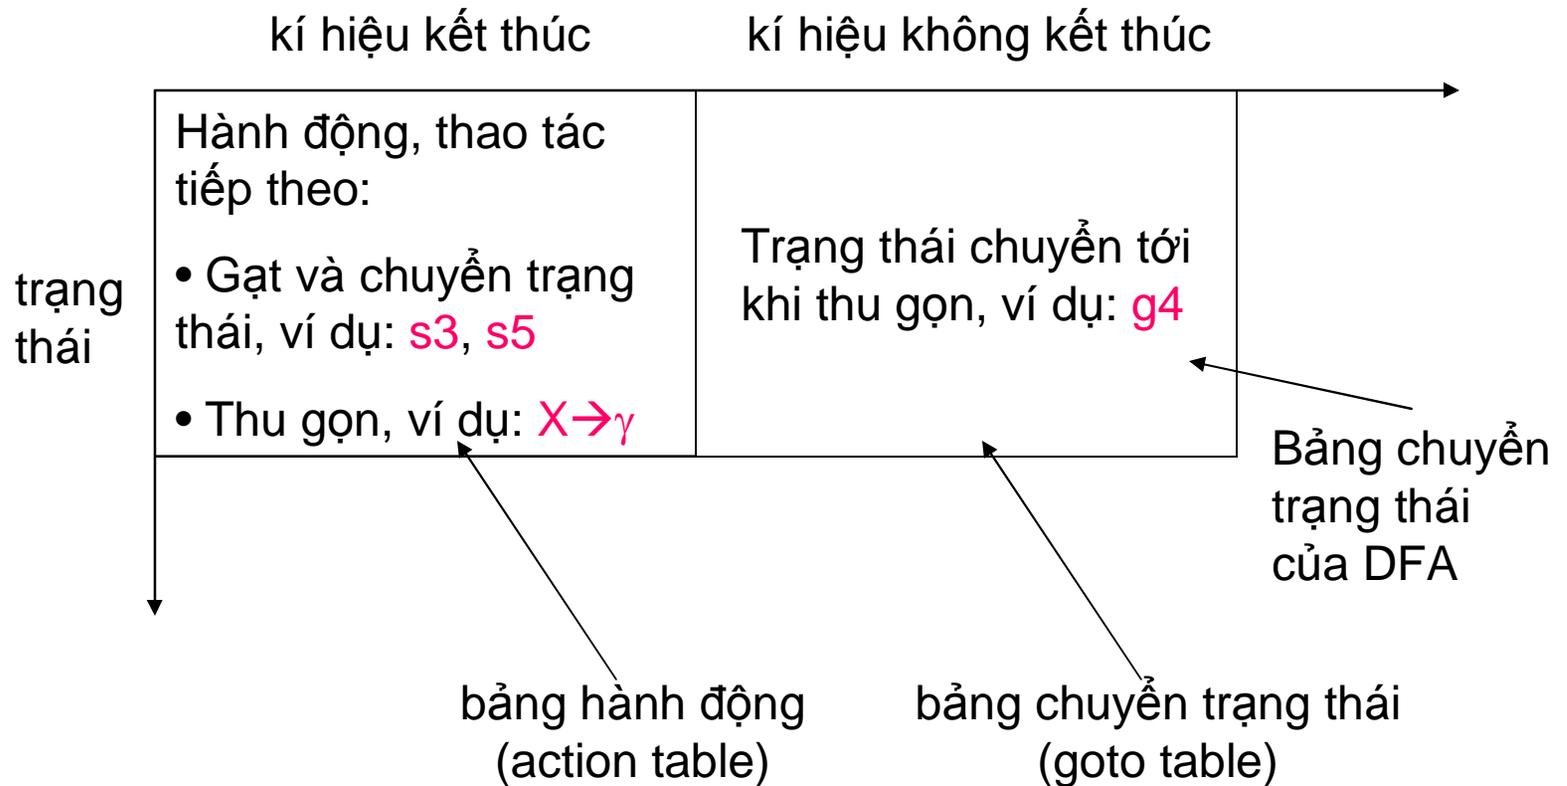 kí hiệu kết thúc
kí hiệu không kết thúc
trạng
thái
Hành động, thao tác
tiếp theo:
• Gạt và chuyển trạng
thái, ví dụ: s3, s5
• Thu gọn, ví dụ: X→γ
Trạng thái chuyển tới
khi thu gọn, ví dụ: g4
Bảng chuyển
trạng thái
của DFA
bảng hành động
(action table)
bảng chuyển trạng thái
(goto table)